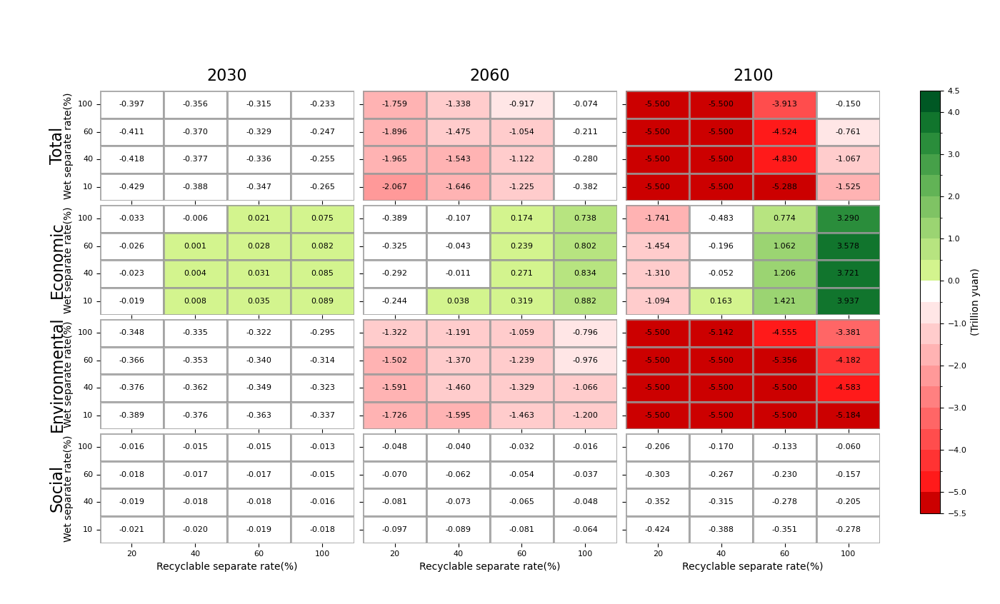 2030 2060 2100
Total
Wet separate rate(%)
100 -0.397 -0.356 -0.315 -0.233 -1.759 -1.338 -0.917 -0.074 -5.500 -5.500 -3.913 -0.150
60 -0.411 -0.370 -0.329 -0.247 -1.896 -1.475 -1.054 -0.211 -5.500 -5.500 -4.524 -0.761
40 -0.418 -0.377 -0.336 -0.255 -1.965 -1.543 -1.122 -0.280 -5.500 -5.500 -4.830 -1.067
10 -0.429 -0.388 -0.347 -0.265 -2.067 -1.646 -1.225 -0.382 -5.500 -5.500 -5.288 -1.525
Economic
Wet separate rate(%)
100 -0.033 -0.006 0.021 0.075 -0.389 -0.107 0.174 0.738 -1.741 -0.483 0.774 3.290
60 -0.026 0.001 0.028 0.082 -0.325 -0.043 0.239 0.802 -1.454 -0.196 1.062 3.578
40 -0.023 0.004 0.031 0.085 -0.292 -0.011 0.271 0.834 -1.310 -0.052 1.206 3.721
10 -0.019 0.008 0.035 0.089 -0.244 0.038 0.319 0.882 -1.094 0.163 1.421 3.937
Environmental
Wet separate rate(%)
100 -0.348 -0.335 -0.322 -0.295 -1.322 -1.191 -1.059 -0.796 -5.500 -5.142 -4.555 -3.381
60 -0.366 -0.353 -0.340 -0.314 -1.502 -1.370 -1.239 -0.976 -5.500 -5.500 -5.356 -4.182
40 -0.376 -0.362 -0.349 -0.323 -1.591 -1.460 -1.329 -1.066 -5.500 -5.500 -5.500 -4.583
10 -0.389 -0.376 -0.363 -0.337 -1.726 -1.595 -1.463 -1.200 -5.500 -5.500 -5.500 -5.184
Social
Wet separate rate(%)
100 -0.016 -0.015 -0.015 -0.013 -0.048 -0.040 -0.032 -0.016 -0.206 -0.170 -0.133 -0.060
60 -0.018 -0.017 -0.017 -0.015 -0.070 -0.062 -0.054 -0.037 -0.303 -0.267 -0.230 -0.157
40 -0.019 -0.018 -0.018 -0.016 -0.081 -0.073 -0.065 -0.048 -0.352 -0.315 -0.278 -0.205
10 -0.021 -0.020 -0.019 -0.018 -0.097 -0.089 -0.081 -0.064 -0.424 -0.388 -0.351 -0.278
20 40 60 100 20 40 60 100 20 40 60 100
Recyclable separate rate(%) Recyclable separate rate(%) Recyclable separate rate(%)
4.5
4.0
3.0
2.0
1.0
0.0
−1.0
−2.0
−3.0
−4.0
−5.0
−5.5
(Trillion yuan)